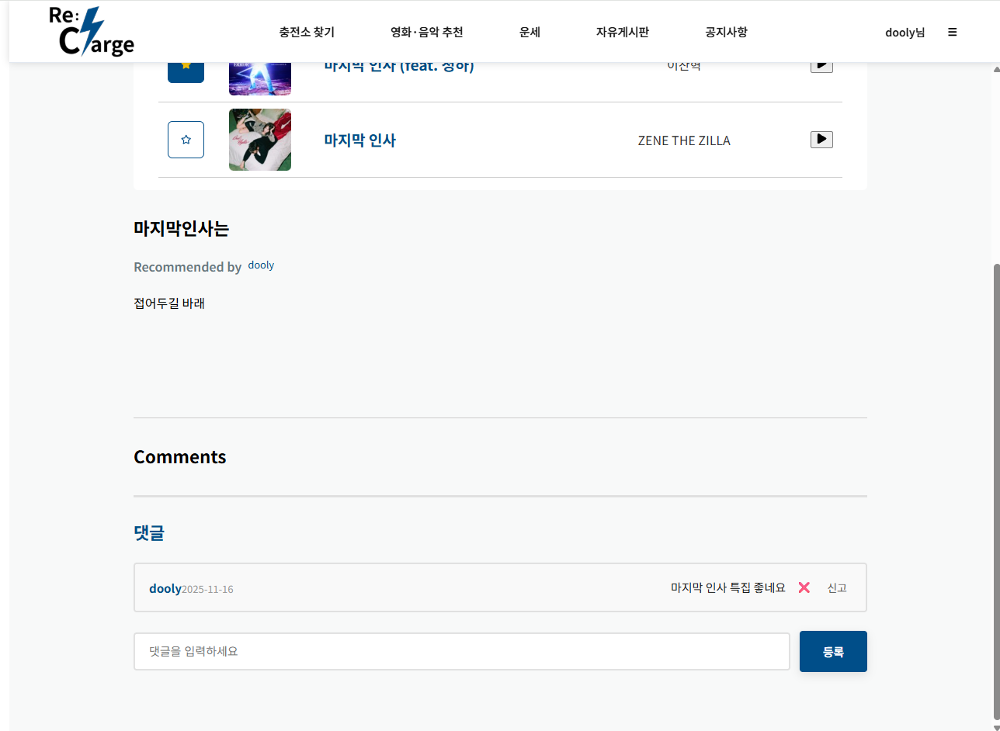 Re:
Charge
충전소 찾기 영화·음악 추천 운세 자유게시판 공지사항 dooly님 ☰
마지막 인사 (feat. 청하) 이찬혁
마지막 인사 ZENE THE ZILLA
마지막인사는
Recommended by dooly
접어두길 바래
Comments
댓글
dooly2025-11-16 마지막 인사 특집 좋네요 ❌ 신고
댓글을 입력하세요 등록